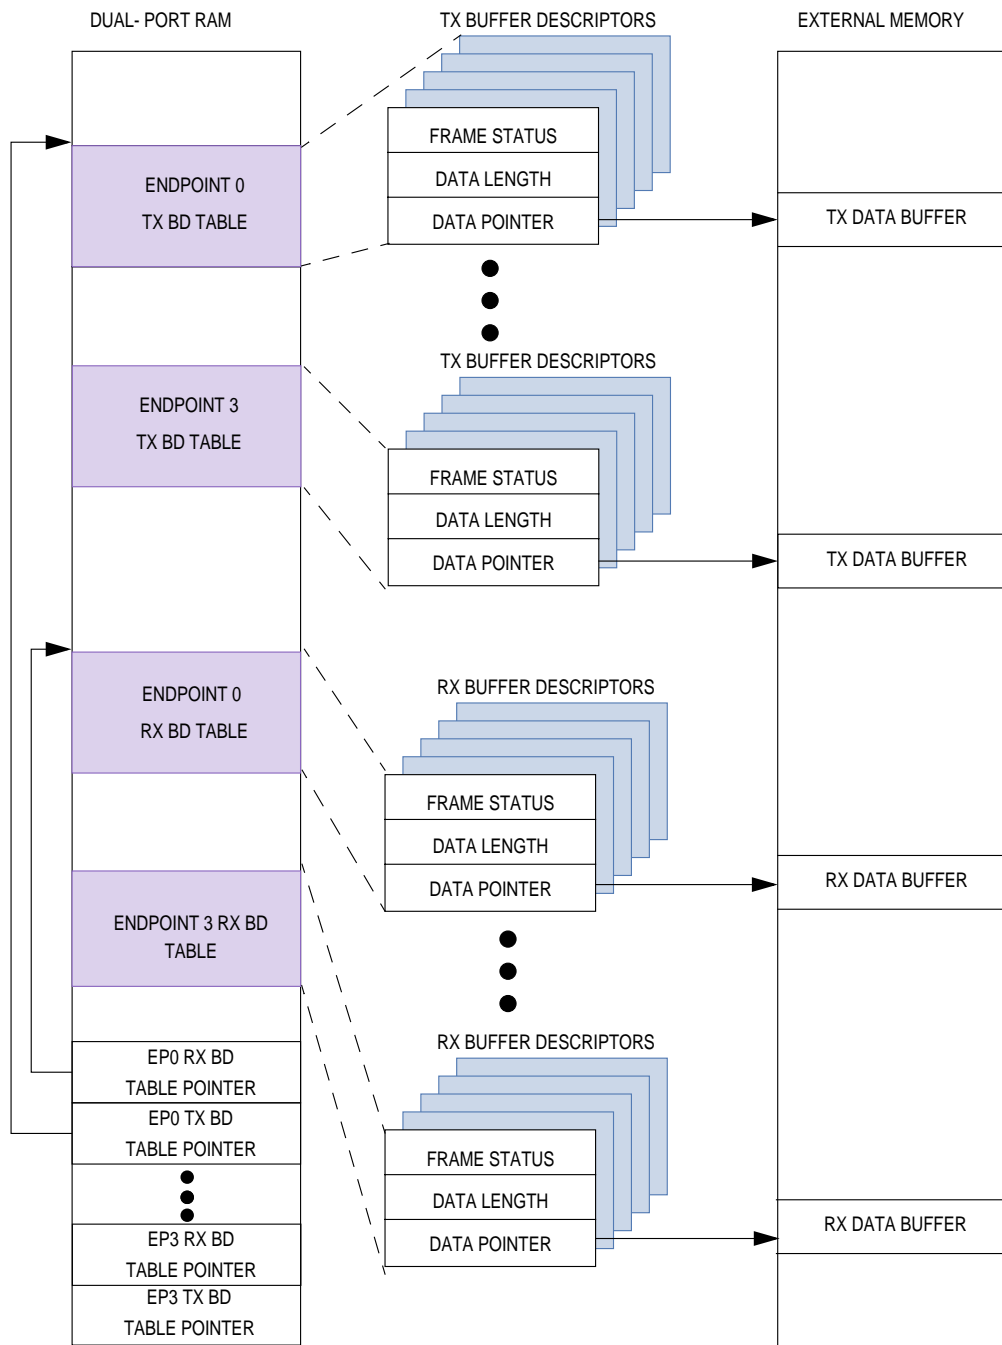 DUAL- PORT RAM
TX BUFFER DESCRIPTORS
EXTERNAL MEMORY
FRAME STATUS
DATA LENGTH
DATA POINTER
ENDPOINT 0
TX BD TABLE
TX DATA BUFFER
TX BUFFER DESCRIPTORS
ENDPOINT 3
TX BD TABLE
FRAME STATUS
DATA LENGTH
DATA POINTER
TX DATA BUFFER
ENDPOINT 0
RX BD TABLE
RX BUFFER DESCRIPTORS
FRAME STATUS
DATA LENGTH
DATA POINTER
RX DATA BUFFER
ENDPOINT 3 RX BD
TABLE
RX BUFFER DESCRIPTORS
EP0 RX BD
TABLE POINTER
EP0 TX BD
TABLE POINTER
FRAME STATUS
DATA LENGTH
DATA POINTER
RX DATA BUFFER
EP3 RX BD
TABLE POINTER
EP3 TX BD
TABLE POINTER